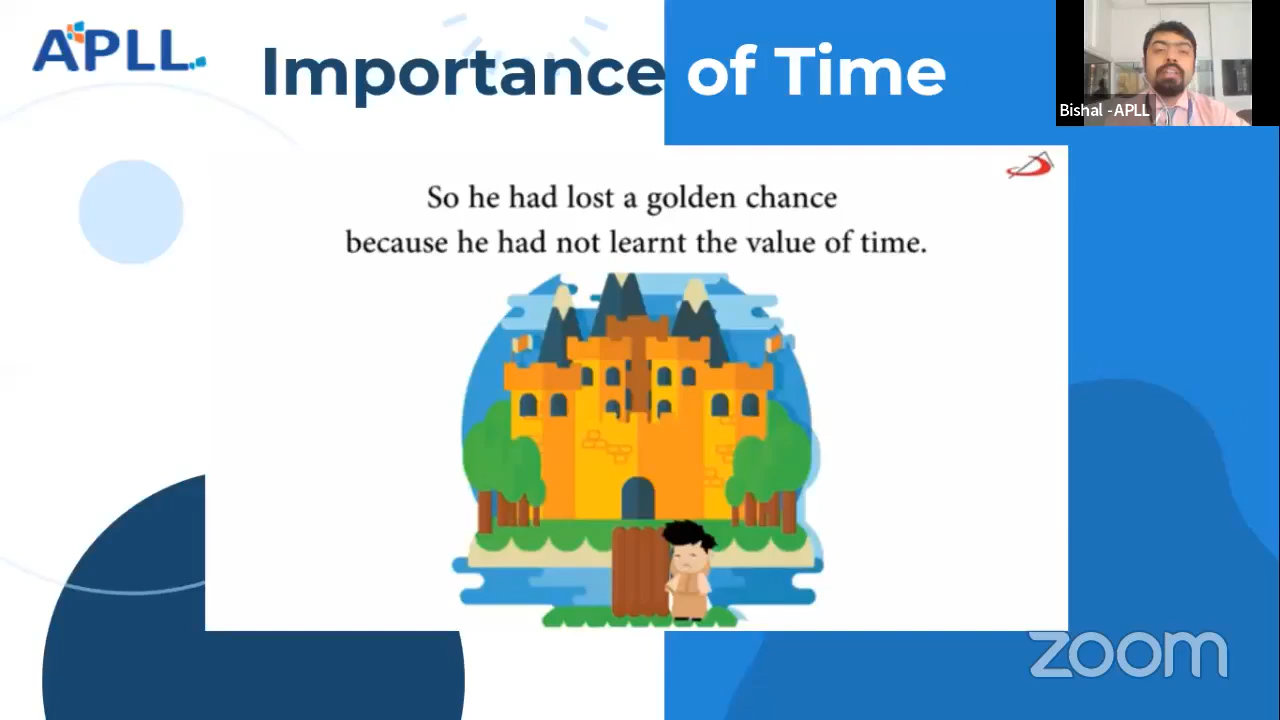 APLL
Importance of Time
Bishal -APLL
So he had lost a golden chance
because he had not learnt the value of time.
zoom